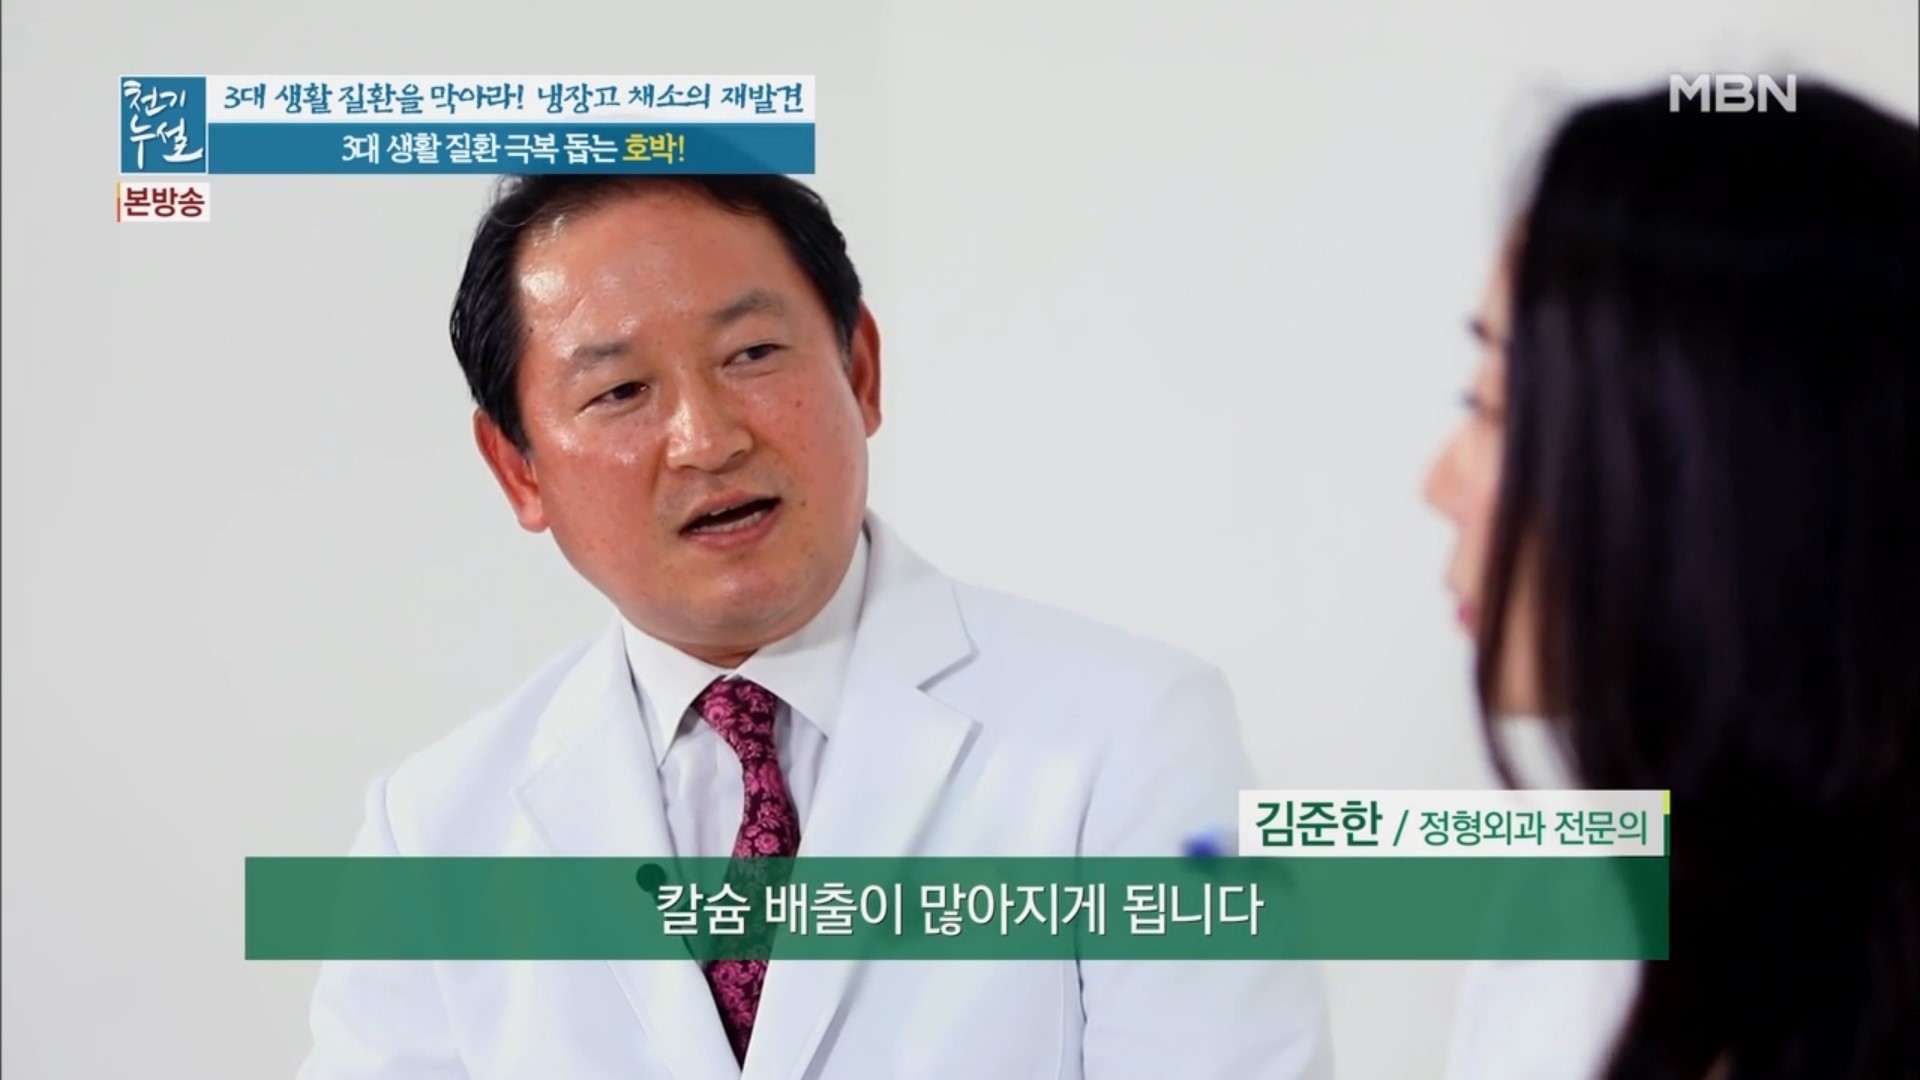 천기누설
3대 생활 질환을 막아라! 냉장고 채소의 재발견
3대 생활 질환 극복 돕는 호박!
본방송
MBN
김준한 / 정형외과 전문의
칼슘 배출이 많아지게 됩니다